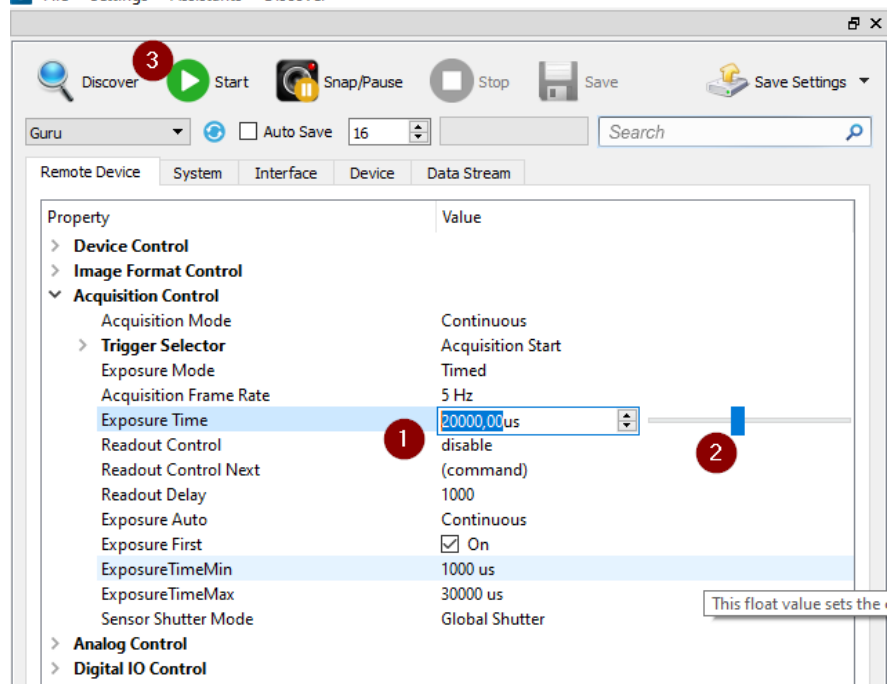 File Settings Assistants Discover
3
Discover Start Snap/Pause Stop Save Save Settings
Guru Auto Save 16 Search
Remote Device System Interface Device Data Stream
Property Value
Device Control
Image Format Control
Acquisition Control
Acquisition Mode Continuous
Trigger Selector Acquisition Start
Exposure Mode Timed
Acquisition Frame Rate 5 Hz
Exposure Time 20000,00us
1
2
Readout Control disable
Readout Control Next (command)
Readout Delay 1000
Exposure Auto Continuous
Exposure First On
ExposureTimeMin 1000 us
ExposureTimeMax 30000 us
This float value sets the
Sensor Shutter Mode Global Shutter
Analog Control
Digital IO Control